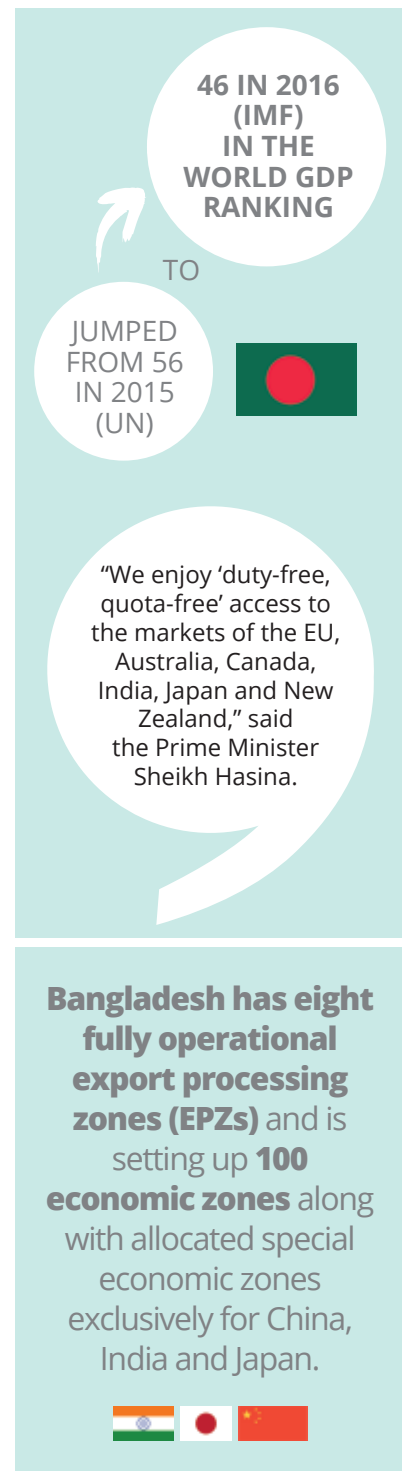 46 IN 2016
(IMF)
IN THE
WORLD GDP
RANKING
TO
JUMPED
FROM 56
IN 2015
(UN)
“We enjoy ‘duty-free,
quota-free’ access to
the markets of the EU,
Australia, Canada,
India, Japan and New
Zealand,” said
the Prime Minister
Sheikh Hasina.
Bangladesh has eight
fully operational
export processing
zones (EPZs) and is
setting up 100
economic zones along
with allocated special
economic zones
exclusively for China,
India and Japan.